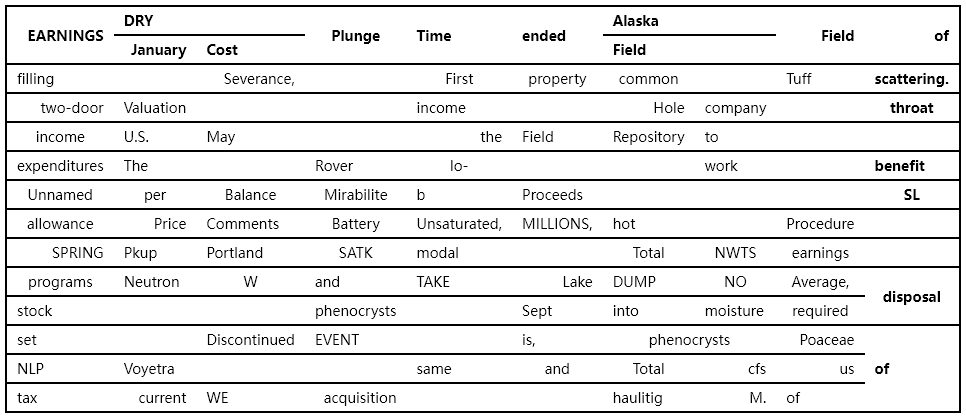 EARNINGS DRY Plunge Time ended Alaska Field of
January Cost Field
filling Severance, First property common Tuff scattering.
two-door Valuation income Hole company throat
income U.S. May the Field Repository to
expenditures The Rover lo- work benefit
Unnamed per Balance Mirabilite b Proceeds SL
allowance Price Comments Battery Unsaturated, MILLIONS, hot Procedure
SPRING Pkup Portland SATK modal Total NWTS earnings
programs Neutron W and TAKE Lake DUMP NO Average, disposal
stock phenocrysts Sept into moisture required
set Discontinued EVENT is, phenocrysts Poaceae
NLP Voyetra same and Total cfs us of
tax current WE acquisition haulitig M. of